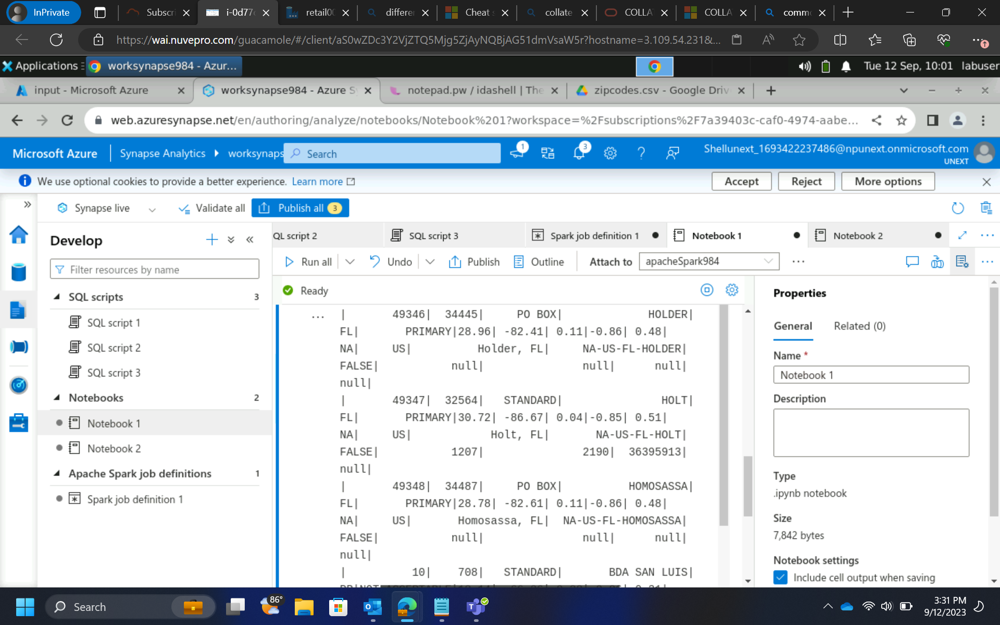 InPrivate
Subscri
i-0d77
retail0
differer
Cheat s
collate
COLLA
COLLA
comm
https://wai.nuvepro.com/guacamole/#/client/aS0wZDc3Y2VjZTQ5Mjg5ZjAyNQBjAG51dmVsaW5r?hostname=3.109.54.231&...
Applications
worksynapse984 - Azur...
Tue 12 Sep, 10:01 labuser
input - Microsoft Azure
worksynapse984 - Azure S
notepad.pw / idashell | The
zipcodes.csv - Google Driv
web.azuresynapse.net/en/authoring/analyze/notebooks/Notebook%201?workspace=%2Fsubscriptions%2F7a39403c-caf0-4974-aabe...
Microsoft Azure
Synapse Analytics
worksynaps
Search
1
3
Shellunext_1693422237486@npunext.onmicrosoft.com
UNEXT
We use optional cookies to provide a better experience. Learn more
Accept
Reject
More options
Synapse live
Validate all
Publish all 3
Develop
QL script 2
SQL script 3
Spark job definition 1
Notebook 1
Notebook 2
Run all
Undo
Publish
Outline
Attach to
apacheSpark984
Filter resources by name
SQL scripts 3
SQL script 1
SQL script 2
SQL script 3
Notebooks 2
Notebook 1
Notebook 2
Apache Spark job definitions 1
Spark job definition 1
Ready
... | 49346| 34445| PO BOX| HOLDER|
FL| PRIMARY|28.96| -82.41| 0.11|-0.86| 0.48|
NA| US| Holder, FL| NA-US-FL-HOLDER|
FALSE| null| null| null|
null|
| 49347| 32564| STANDARD| HOLT|
FL| PRIMARY|30.72| -86.67| 0.04|-0.85| 0.51|
NA| US| Holt, FL| NA-US-FL-HOLT|
FALSE| 1207| 2190| 36395913|
null|
| 49348| 34487| PO BOX| HOMOSASSA|
FL| PRIMARY|28.78| -82.61| 0.11|-0.86| 0.48|
NA| US| Homosassa, FL| NA-US-FL-HOMOSASSA|
FALSE| null| null| null|
null|
| 10| 708| STANDARD| BDA SAN LUIS|
Properties
General
Related (0)
Name *
Notebook 1
Description
Type
.ipynb notebook
Size
7,842 bytes
Notebook settings
Include cell output when saving
Search
86°
3:31 PM
9/12/2023